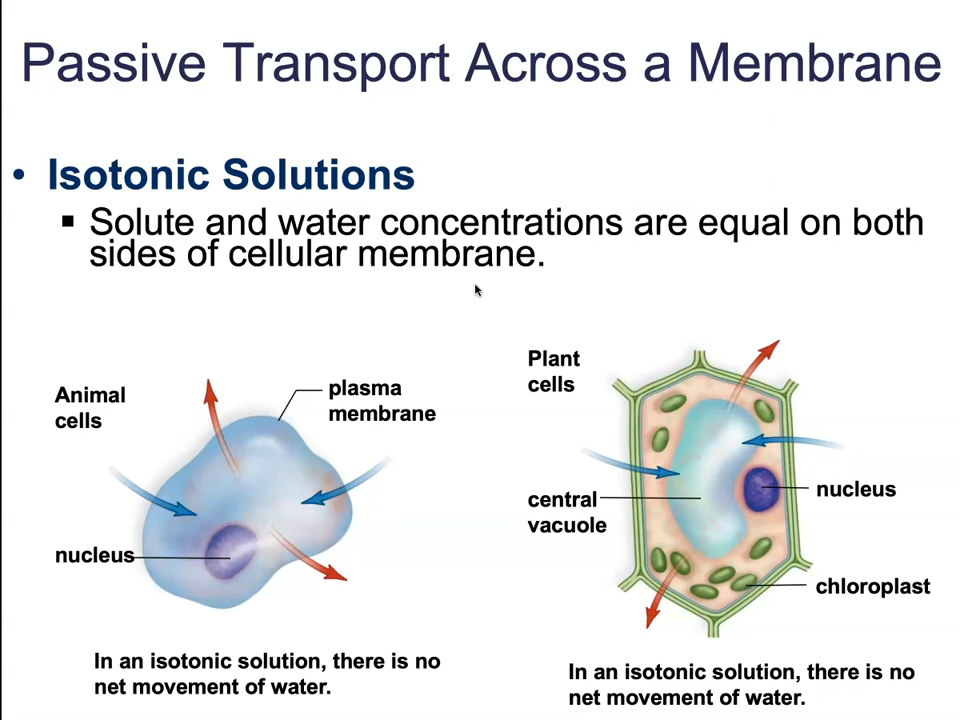 Passive Transport Across a Membrane
• Isotonic Solutions
▪ Solute and water concentrations are equal on both
sides of cellular membrane.
Animal
cells
plasma
membrane
nucleus
In an isotonic solution, there is no
net movement of water.
Plant
cells
central
vacuole
nucleus
chloroplast
In an isotonic solution, there is no
net movement of water.